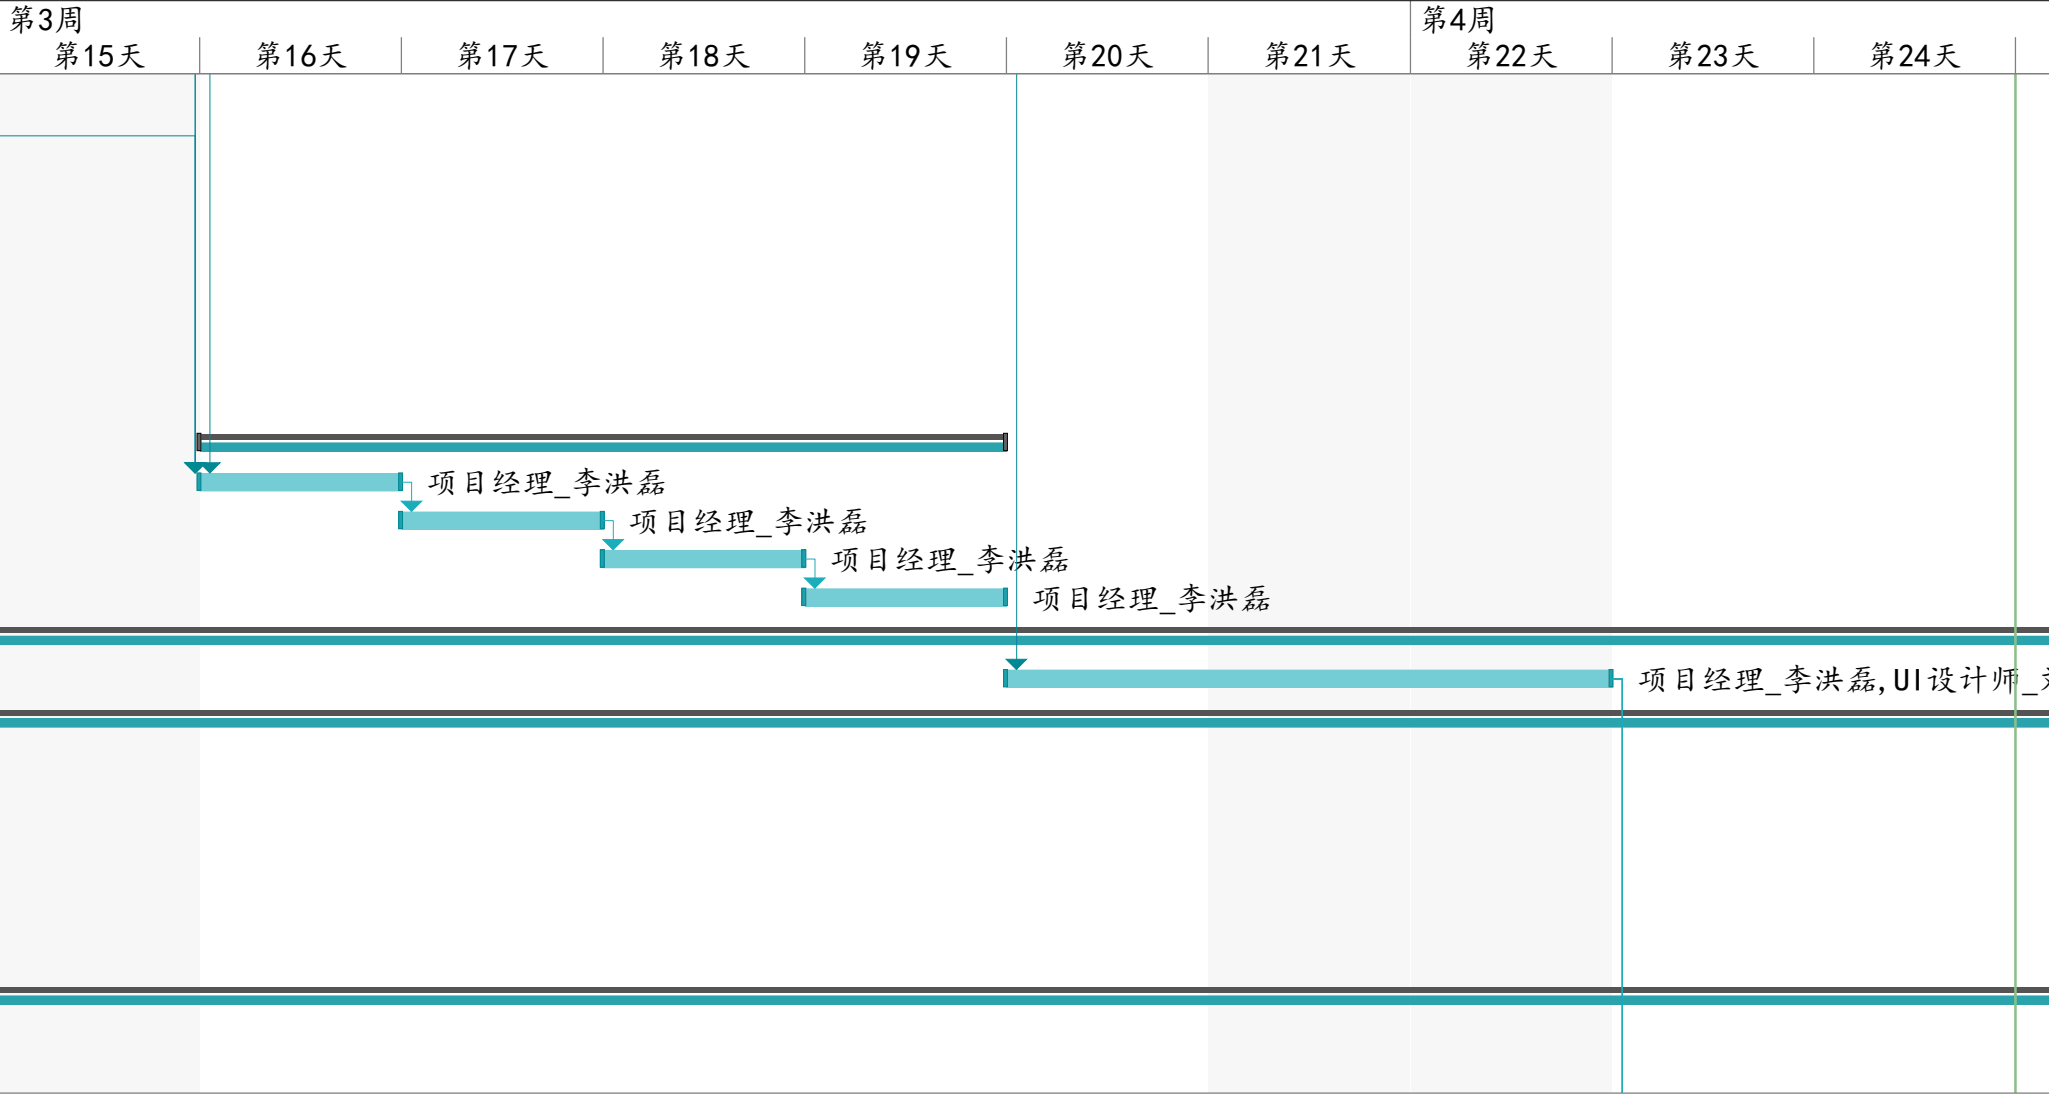 第3周 第4周
第15天 第16天 第17天 第18天 第19天 第20天 第21天 第22天 第23天 第24天
项目经理_李洪磊
项目经理_李洪磊
项目经理_李洪磊
项目经理_李洪磊
项目经理_李洪磊,UI设计师_